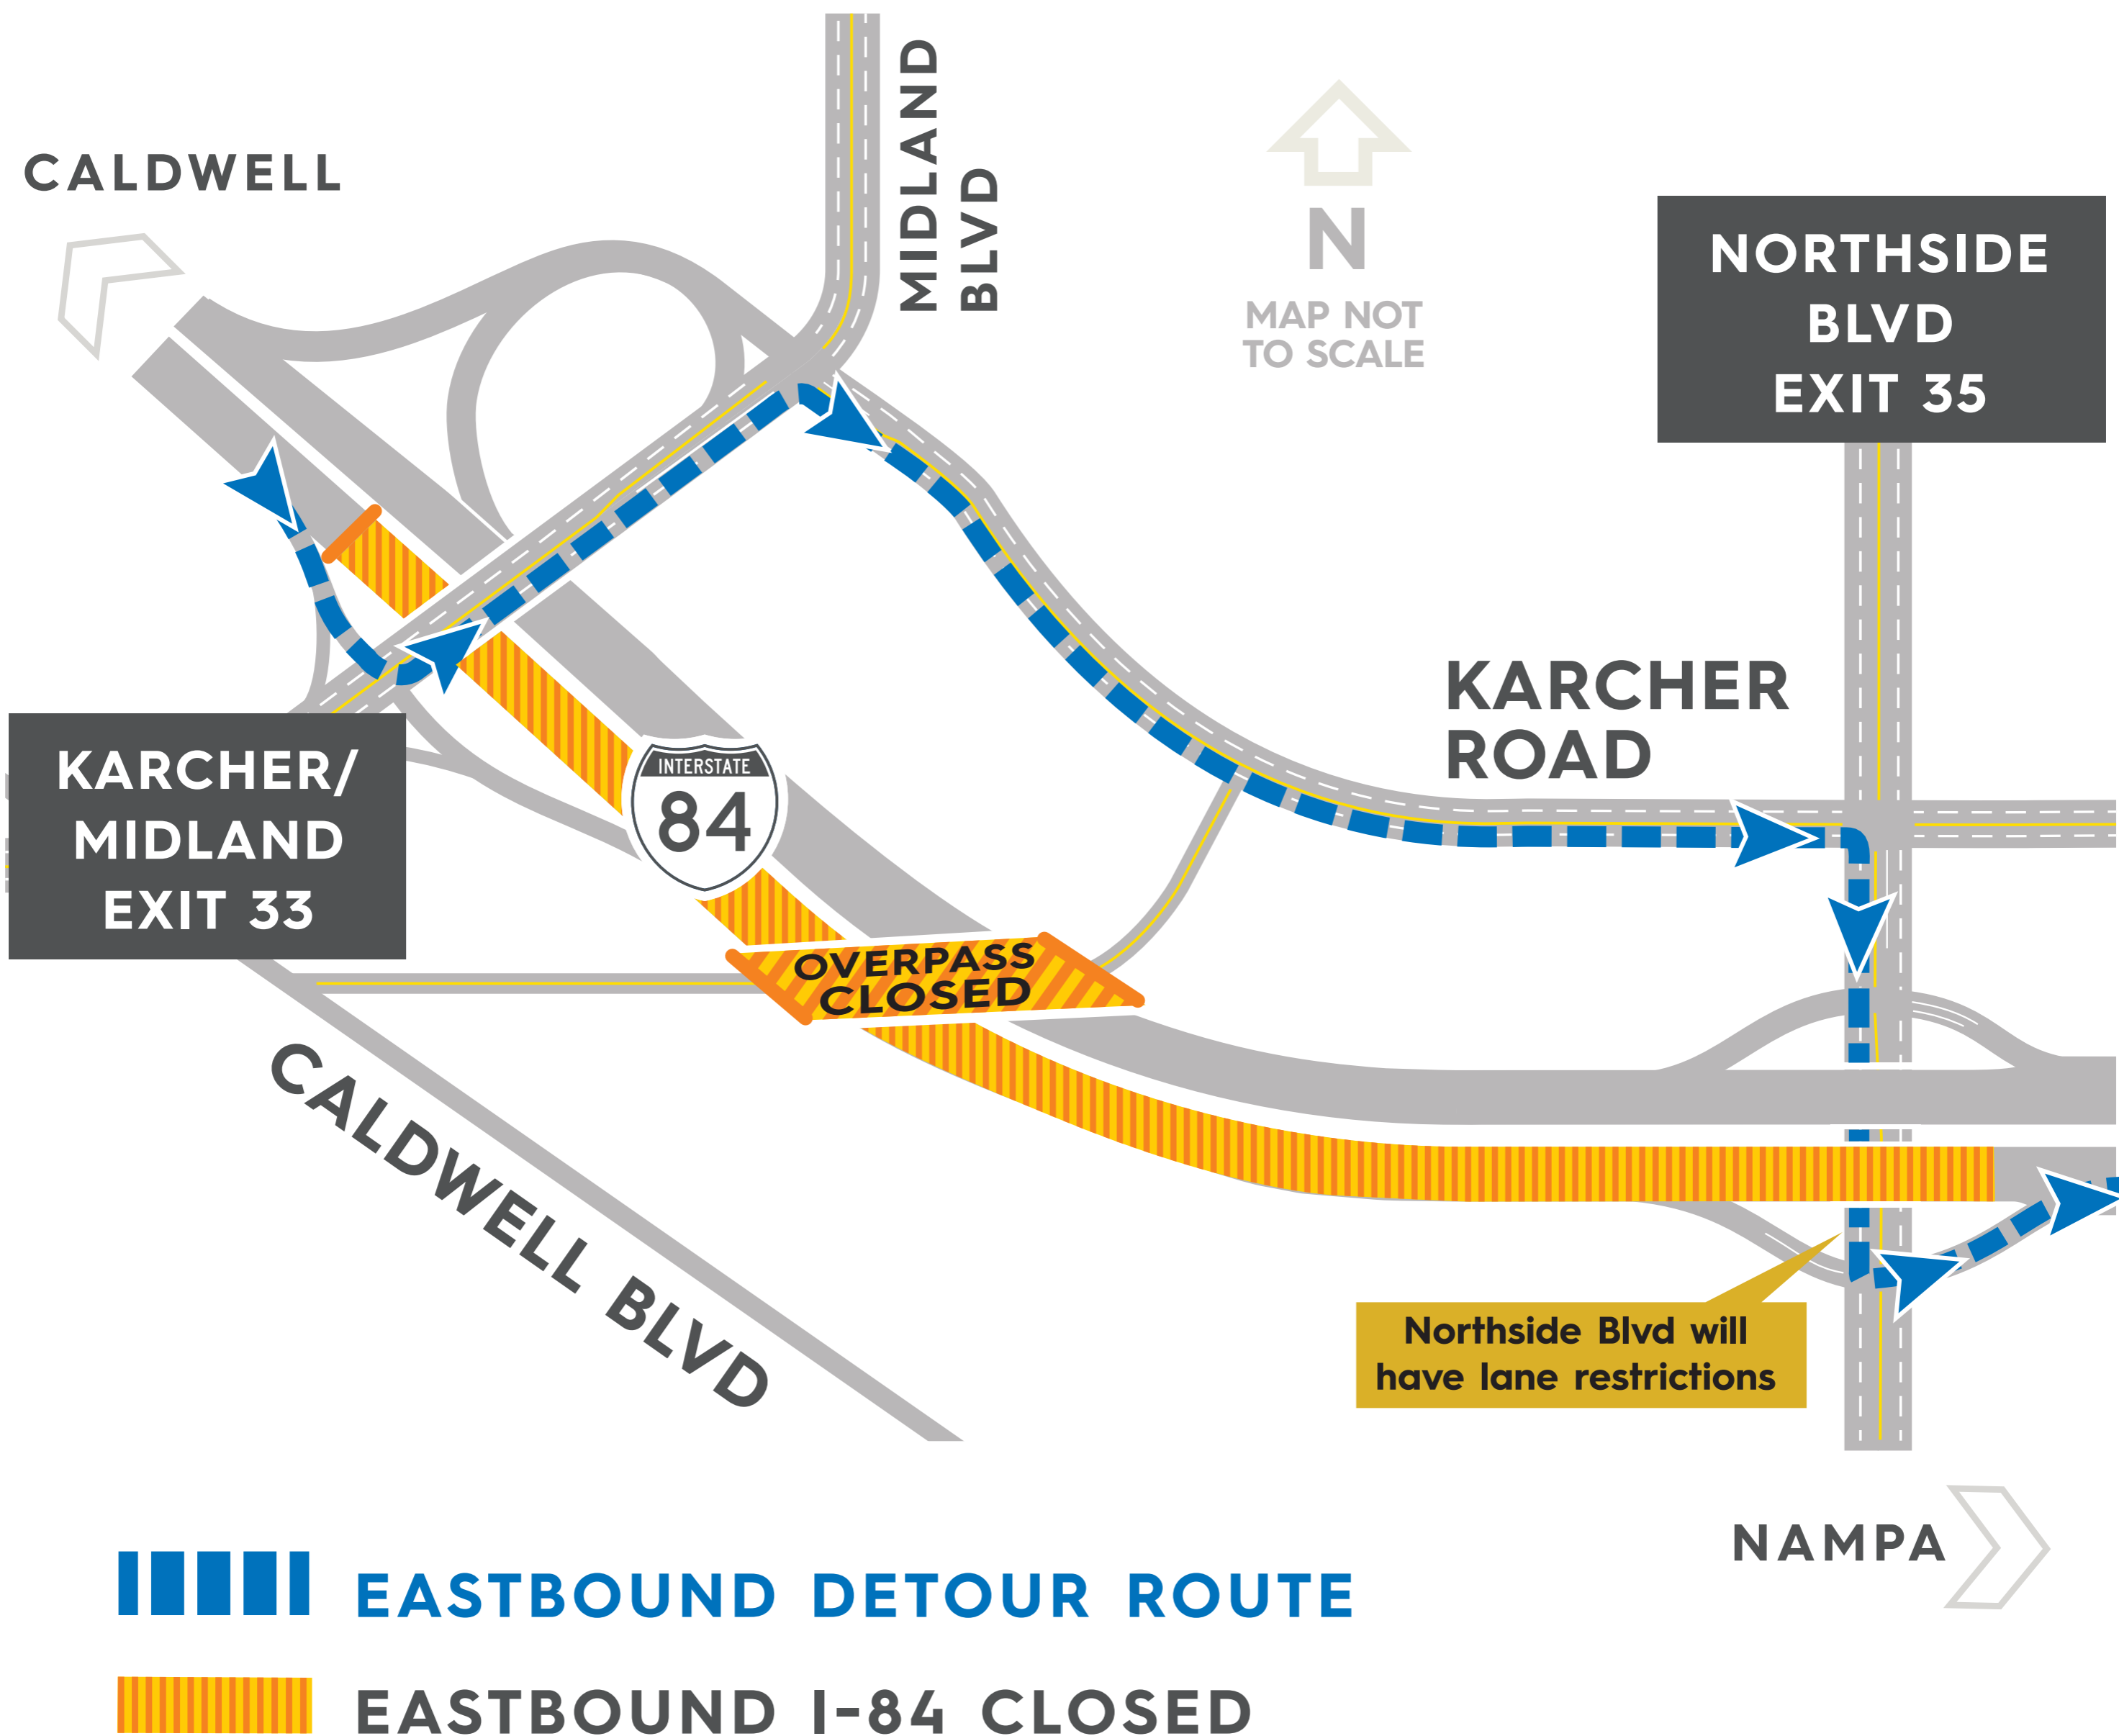 CALDWELL
MIDLAND
BLVD
N
MAP NOT
TO SCALE
NORTHSIDE
BLVD
EXIT 35
KARCHER
ROAD
KARCHER/
MIDLAND
EXIT 33
INTERSTATE
84
OVERPASS
CLOSED
CALDWELL BLVD
Northside Blvd will
have lane restrictions
NAMPA
EASTBOUND DETOUR ROUTE
EASTBOUND I-84 CLOSED